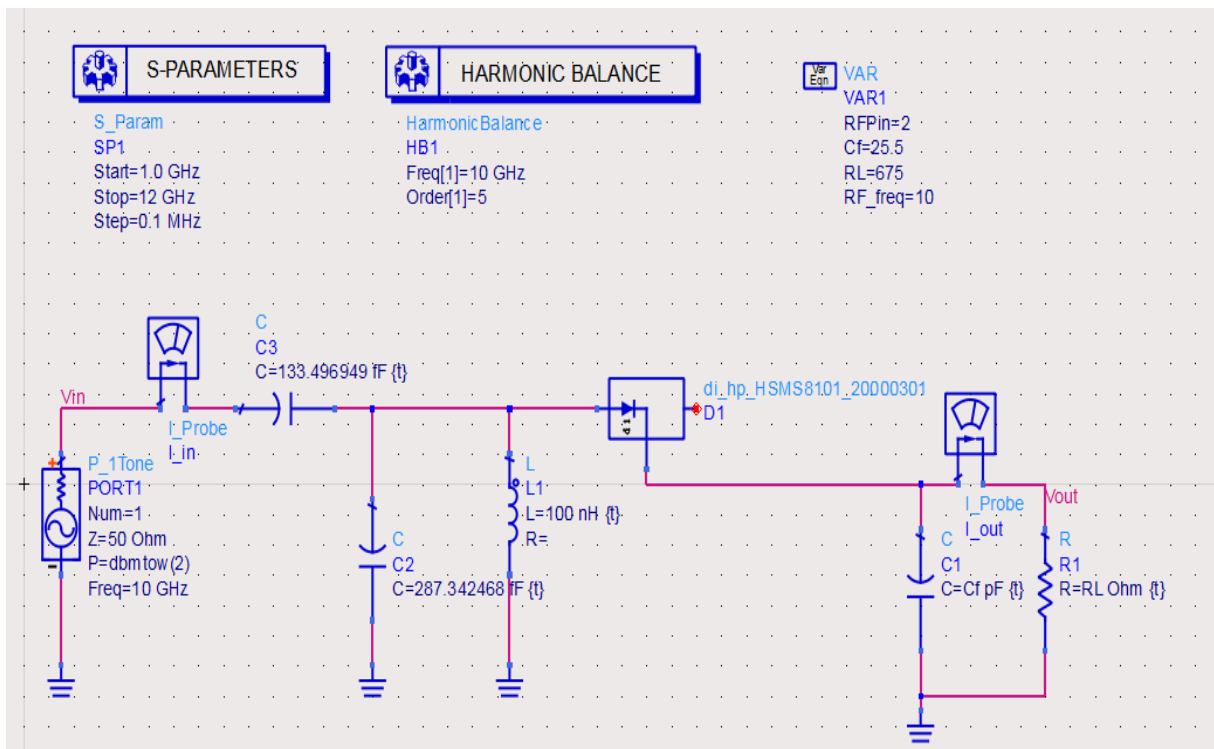 S-PARAMETERS
S_Param
SP1
Start=1.0 GHz
Stop=12 GHz
Step=0.1 MHz
HARMONIC BALANCE
HarmonicBalance
HB1
Freq[1]=10 GHz
Order[1]=5
Var
Eqn
VAR
VAR1
RFPin=2
Cf=25.5
RL=675
RF_freq=10
Vin
I_Probe
I_in
C
C3
C=133.496949 fF {t}
P_1Tone
PORT1
Num=1
Z=50 Ohm
P=dbmtow(2)
Freq=10 GHz
C
C2
C=287.342468 fF {t}
L
L1
L=100 nH {t}
R=
di_hp_HSMS8101_20000301
D1
I_Probe
I_out
Vout
C
C1
C=Cf pF {t}
R
R1
R=RL Ohm {t}